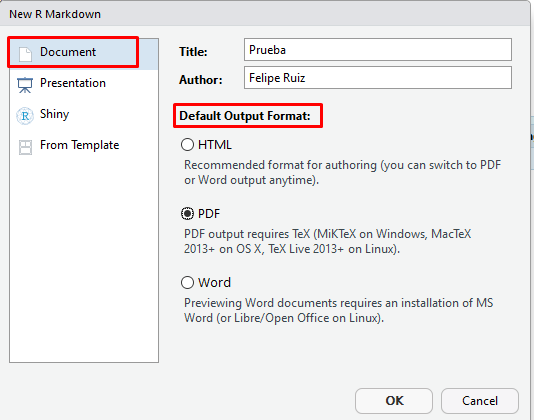 New R Markdown
Document
Presentation
Shiny
From Template
Title: Prueba
Author: Felipe Ruiz
Default Output Format:
HTML
Recommended format for authoring (you can switch to PDF
or Word output anytime).
PDF
PDF output requires TeX (MiKTeX on Windows, MacTeX
2013+ on OS X, TeX Live 2013+ on Linux).
Word
Previewing Word documents requires an installation of MS
Word (or Libre/Open Office on Linux).
OK Cancel